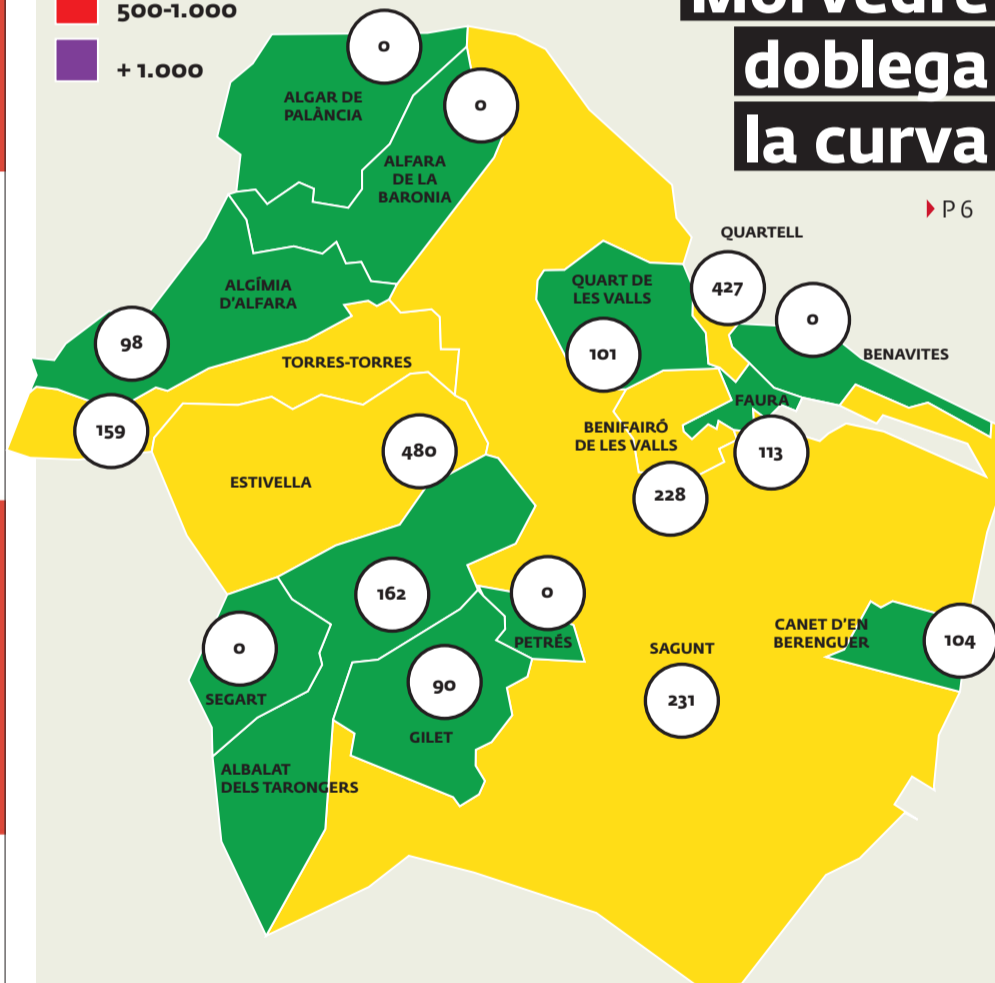 500-1.000
+ 1.000
Morvedre
doblega
la curva
P 6
0
ALGAR DE
PALÀNCIA
0
ALFARA
DE LA
BARONIA
QUARTELL
427
QUART DE
LES VALLS
101
0
BENAVITES
ALGÍMIA
D'ALFARA
98
TORRES-TORRES
159
FAURA
113
BENIFAIRÓ
DE LES VALLS
228
480
ESTIVELLA
162
0
PETRÉS
CANET D'EN
BERENGUER
104
SAGUNT
231
0
SEGART
90
GILET
ALBALAT
DELS TARONGERS